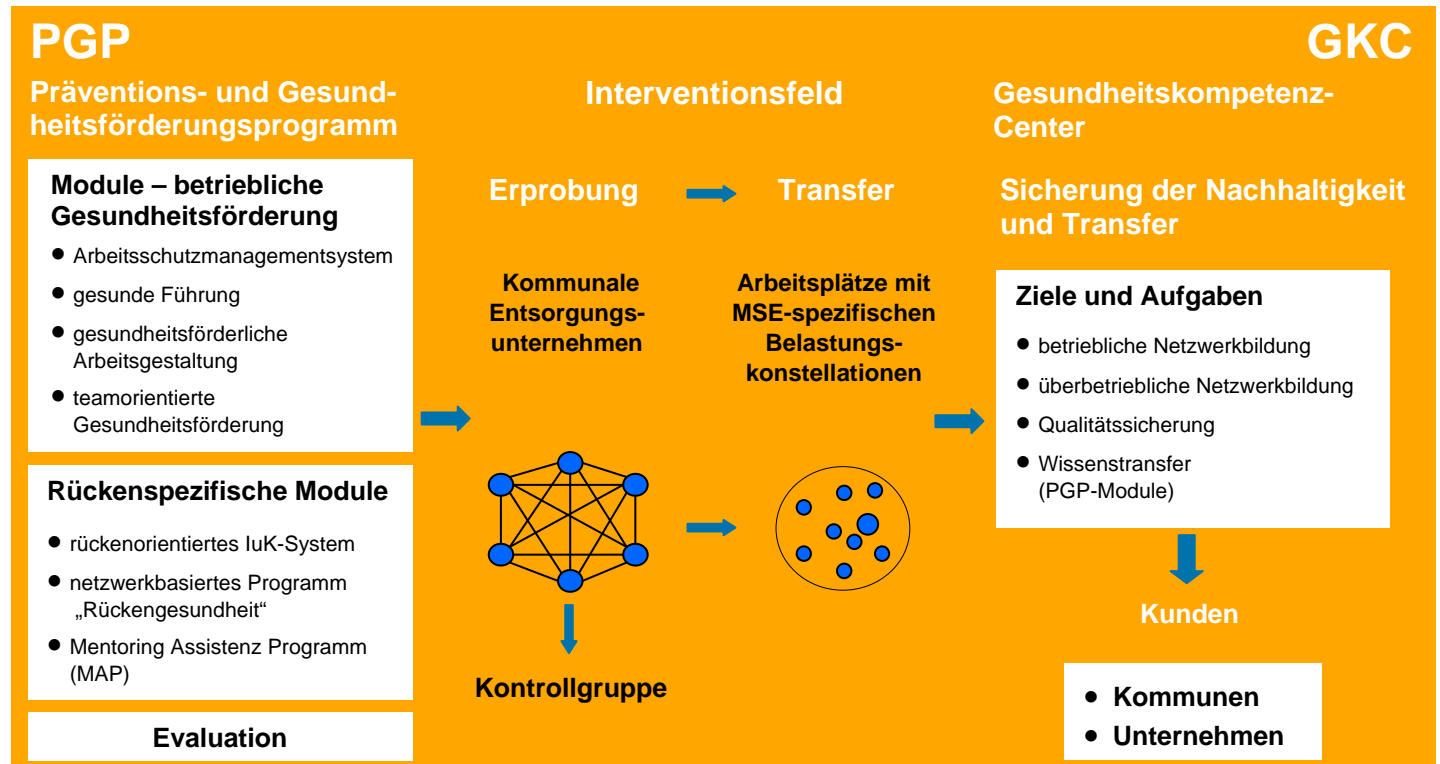 PGP
Präventions- und Gesund-
heitsförderungsprogramm
Module – betriebliche
Gesundheitsförderung
● Arbeitsschutzmanagementsystem
● gesunde Führung
● gesundheitsförderliche
Arbeitsgestaltung
● teamorientierte
Gesundheitsförderung
Rückenspezifische Module
● rückenorientiertes IuK-System
● netzwerkbasiertes Programm
„Rückengesundheit“
● Mentoring Assistenz Programm
(MAP)
Evaluation
Interventionsfeld
Erprobung
Transfer
Kommunale
Entsorgungs-
unternehmen
Arbeitsplätze mit
MSE-spezifischen
Belastungs-
konstellationen
Kontrollgruppe
GKC
Gesundheitskompetenz-
Center
Sicherung der Nachhaltigkeit
und Transfer
Ziele und Aufgaben
● betriebliche Netzwerkbildung
● überbetriebliche Netzwerkbildung
● Qualitätssicherung
● Wissenstransfer
(PGP-Module)
Kunden
● Kommunen
● Unternehmen